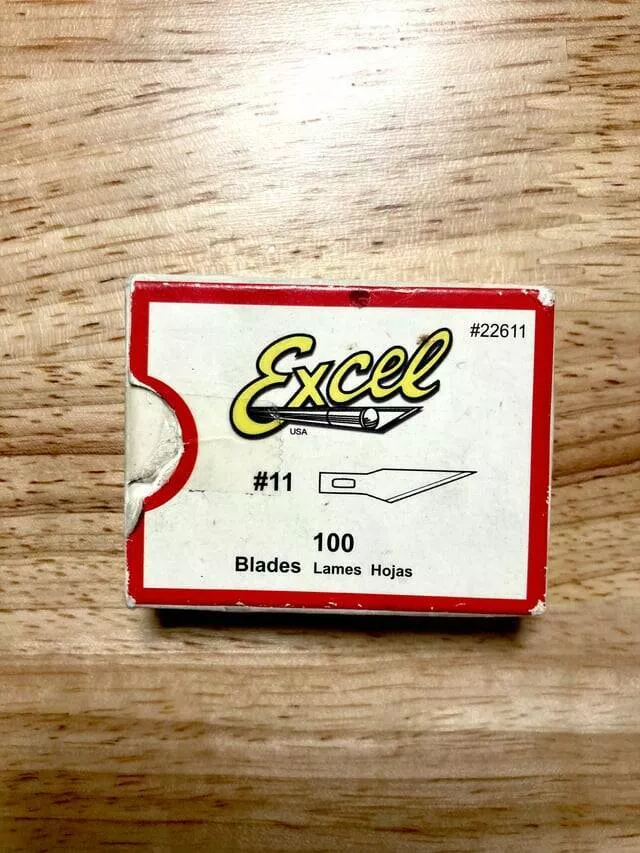 #22611
Excel
USA
#11
100
Blades Lames Hojas